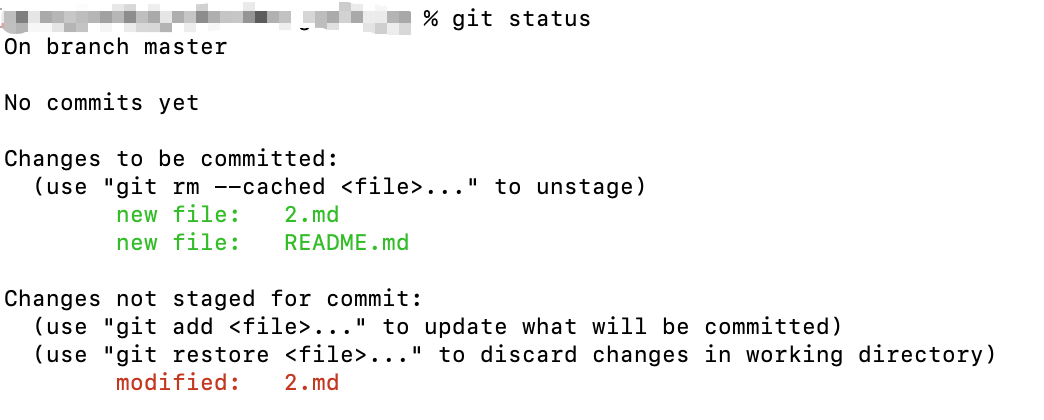 % git status
On branch master
No commits yet
Changes to be committed:
(use "git rm --cached <file>..." to unstage)
new file: 2.md
new file: README.md
Changes not staged for commit:
(use "git add <file>..." to update what will be committed)
(use "git restore <file>..." to discard changes in working directory)
modified: 2.md